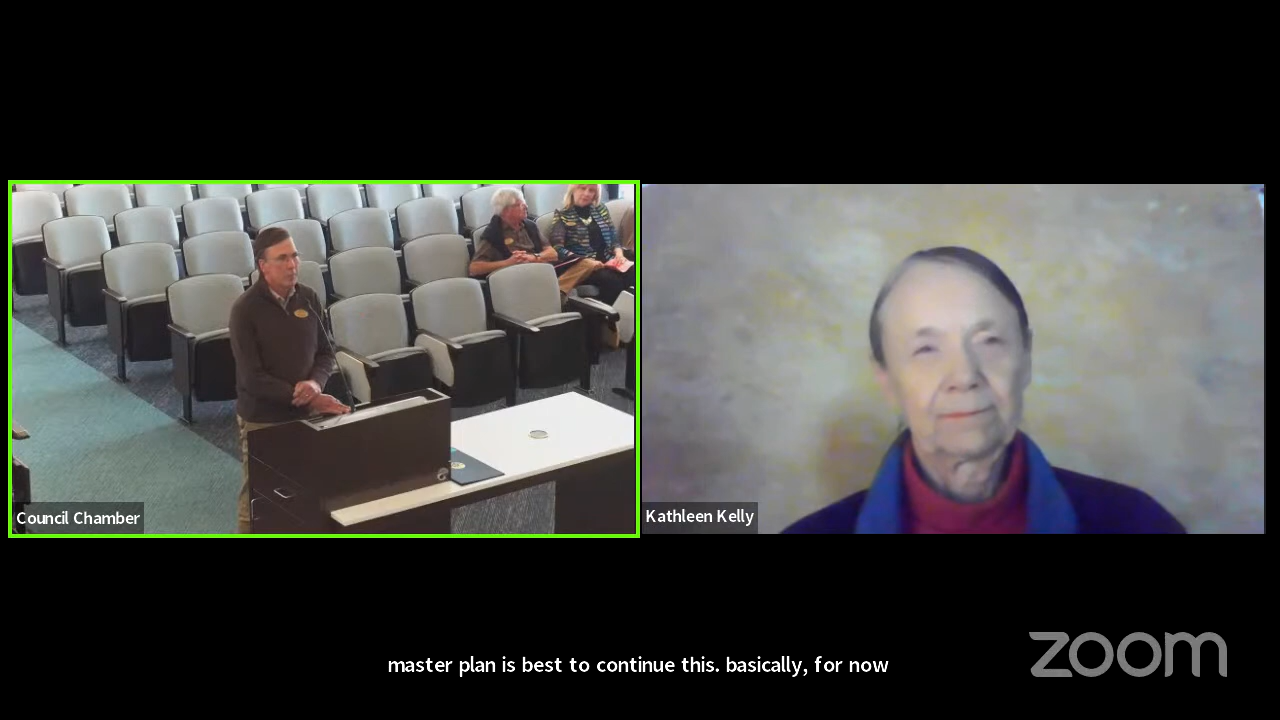 Council Chamber
Kathleen Kelly
master plan is best to continue this. basically, for now
zoom